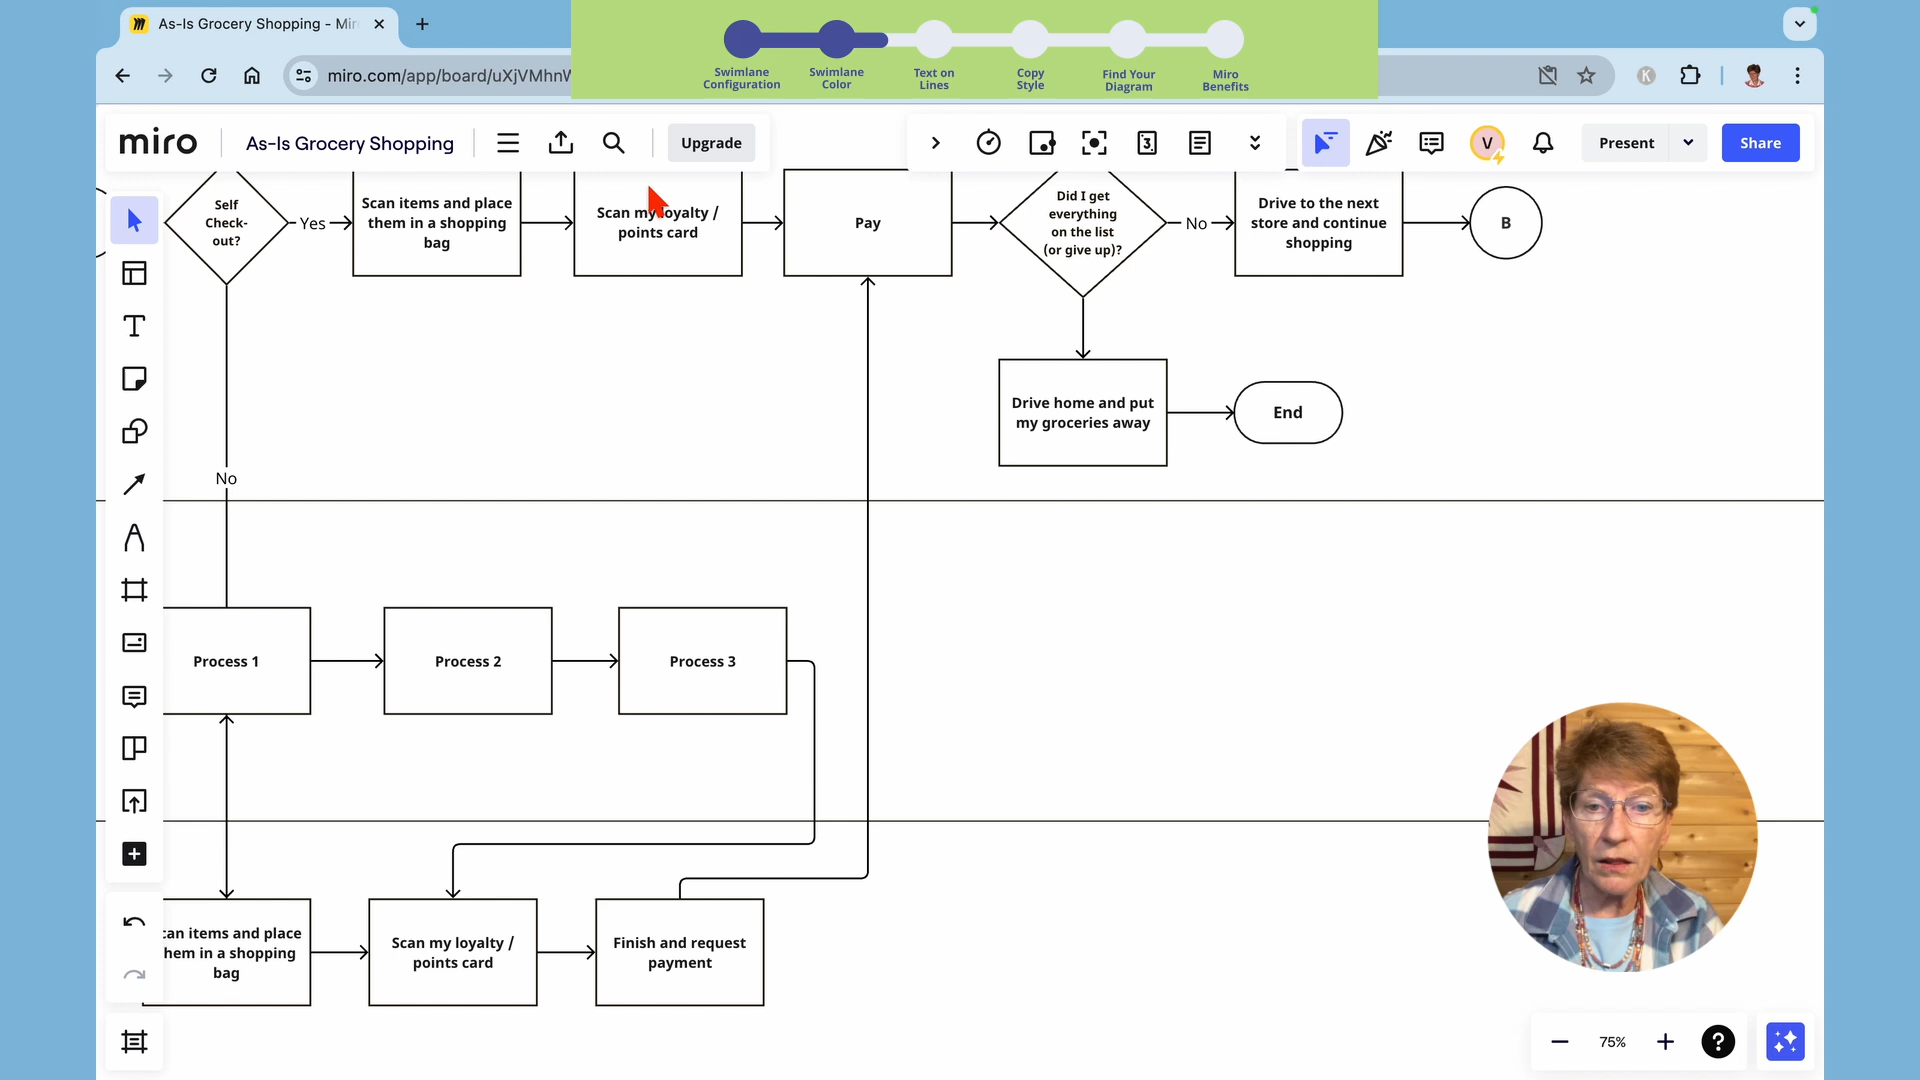 As-Is Grocery Shopping - Mir
miro.com/app/board/uXjVMhnV
Swimlane
Configuration
Swimlane
Color
Text on
Lines
Copy
Style
Find Your
Diagram
Miro
Benefits
K
miro
As-Is Grocery Shopping
Upgrade
3
V
Present
Share
Self
Check-
out?
Yes
Scan items and place
them in a shopping
bag
Scan my loyalty /
points card
Pay
Did I get
everything
on the list
(or give up)?
No
Drive to the next
store and continue
shopping
B
Drive home and put
my groceries away
End
No
Process 1
Process 2
Process 3
can items and place
hem in a shopping
bag
Scan my loyalty /
points card
Finish and request
payment
75%
?